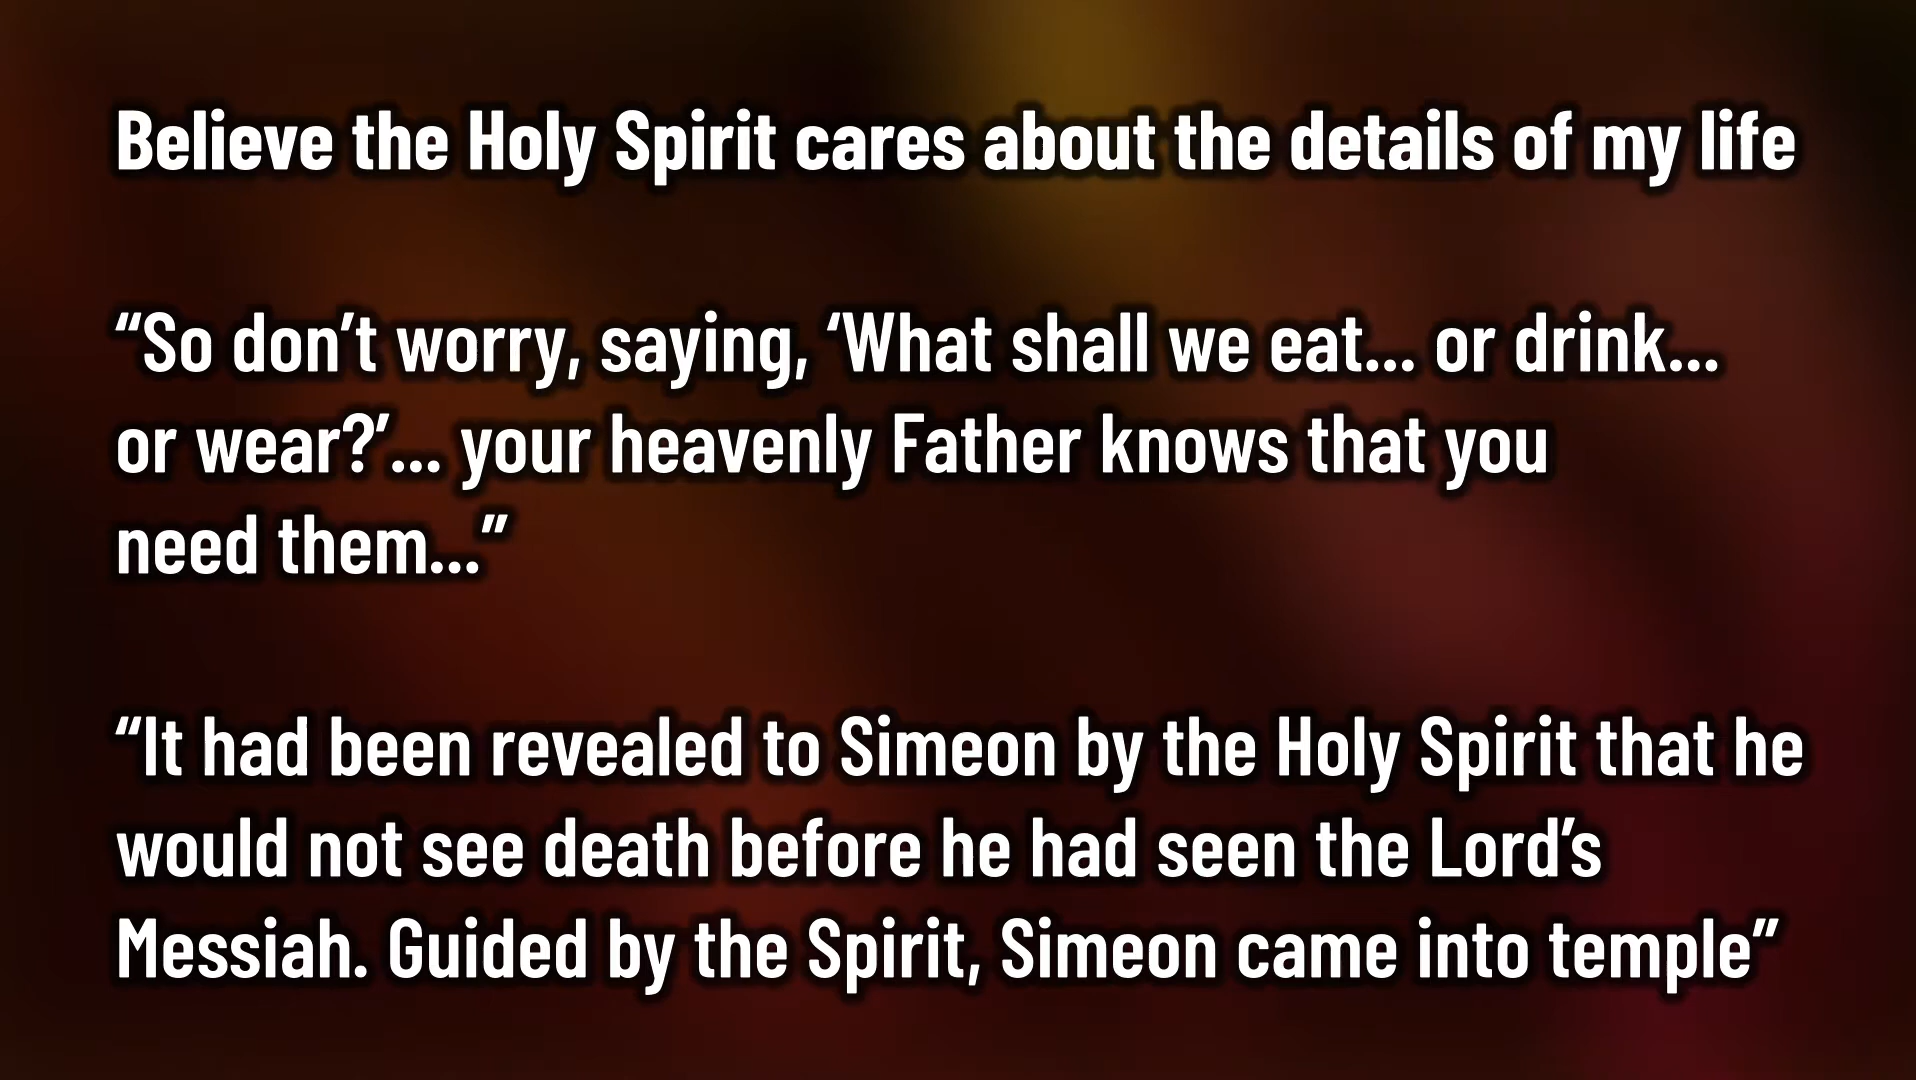 Believe the Holy Spirit cares about the details of my life
“So don’t worry, saying, ‘What shall we eat... or drink...
or wear?’... your heavenly Father knows that you
need them...”
“It had been revealed to Simeon by the Holy Spirit that he
would not see death before he had seen the Lord’s
Messiah. Guided by the Spirit, Simeon came into temple”